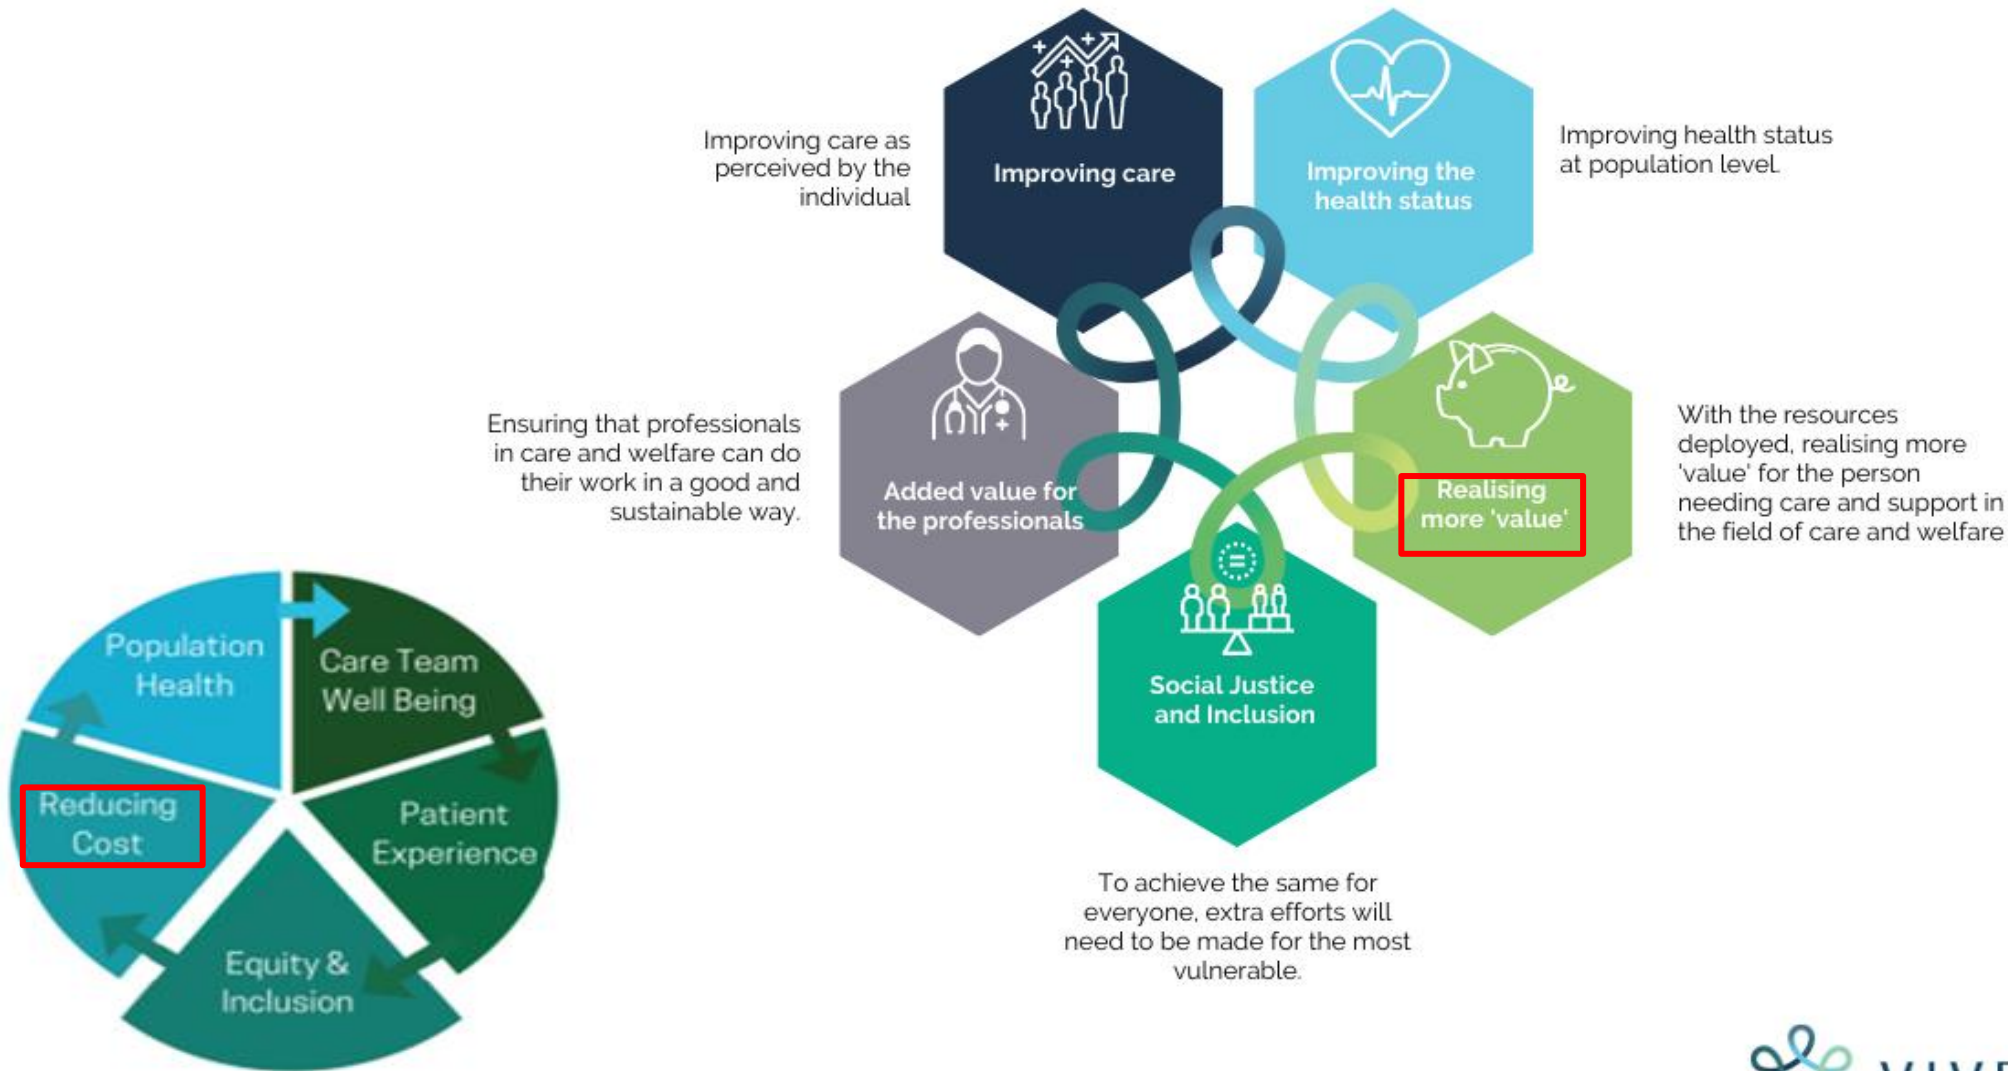 Improving care as
perceived by the
individual
Improving care
Improving the
health status
Improving health status
at population level.
Ensuring that professionals
in care and welfare can do
their work in a good and
sustainable way.
Added value for
the professionals
Realising
more 'value'
With the resources
deployed, realising more
'value' for the person
needing care and support in
the field of care and welfare
Social Justice
and Inclusion
To achieve the same for
everyone, extra efforts will
need to be made for the most
vulnerable.
Population
Health
Care Team
Well Being
Reducing
Cost
Patient
Experience
Equity &
Inclusion